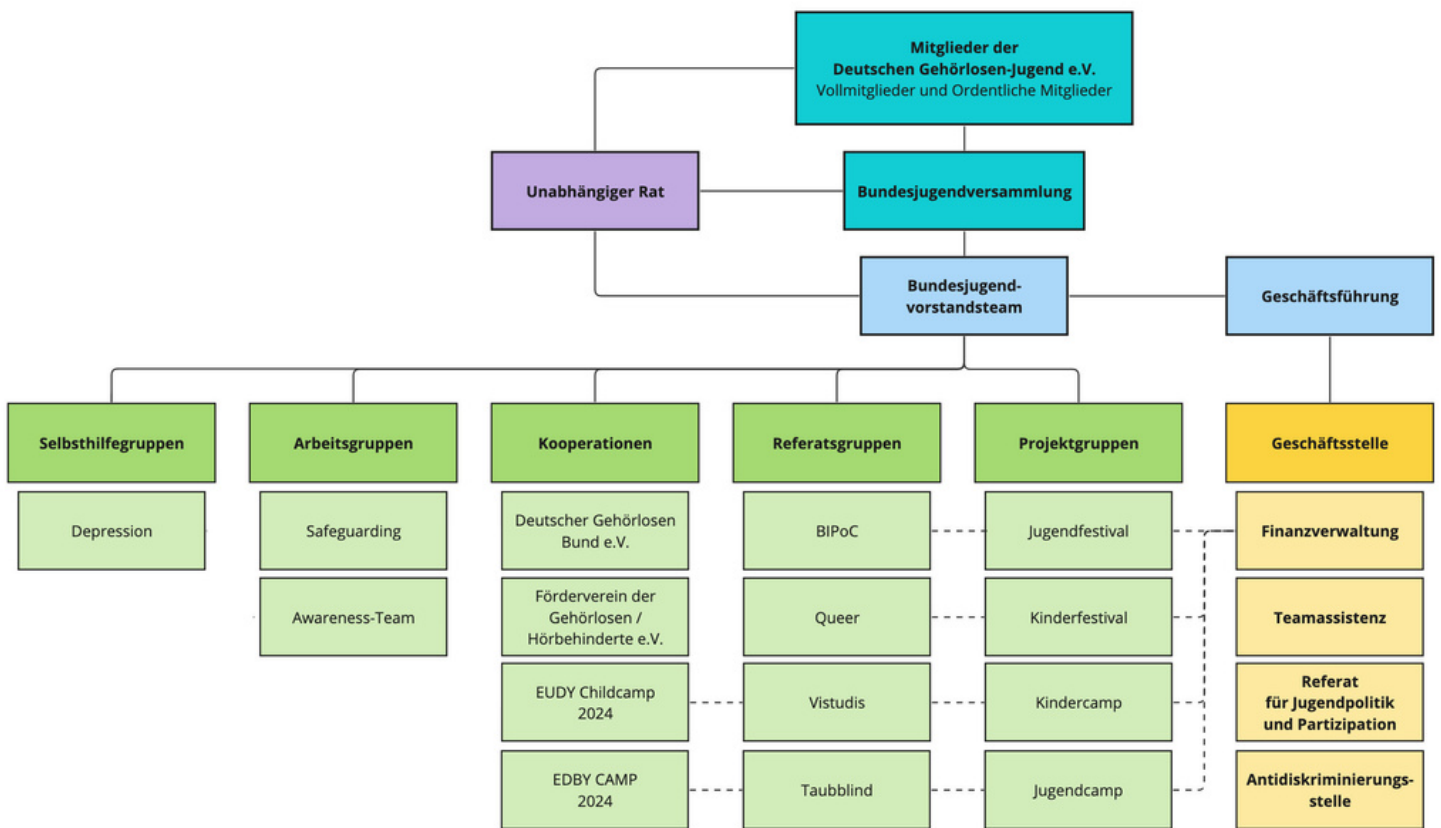 Mitglieder der
Deutschen Gehörlosen-Jugend e.V.
Vollmitglieder und Ordentliche Mitglieder
Unabhängiger Rat
Bundesjugendversammlung
Bundesjugend-
vorstandsteam
Geschäftsführung
Selbsthilfegruppen
Arbeitsgruppen
Kooperationen
Referatsgruppen
Projektgruppen
Geschäftsstelle
Depression
Safeguarding
Deutscher Gehörlosen
Bund e.V.
BIPoC
Jugendfestival
Finanzverwaltung
Awareness-Team
Förderverein der
Gehörlosen /
Hörbehinderte e.V.
Queer
Kinderfestival
Teamassistenz
EUDY Childcamp
2024
Vistudis
Kindercamp
Referat
für Jugendpolitik
und Partizipation
EDBY CAMP
2024
Taubblind
Jugendcamp
Antidiskriminierungs-
stelle